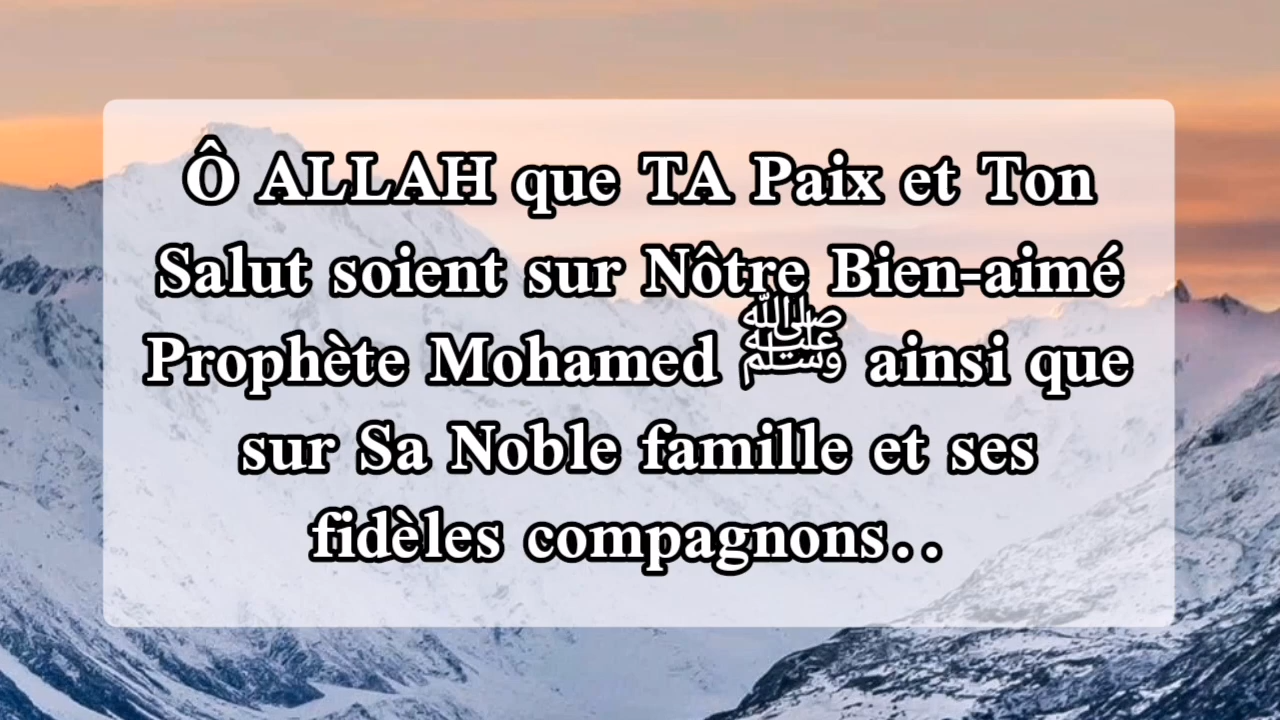 Ô ALLAH que TA Paix et Ton
Salut soient sur Nôtre Bien-aimé
Prophète Mohamed ﷺ ainsi que
sur Sa Noble famille et ses
fidèles compagnons..